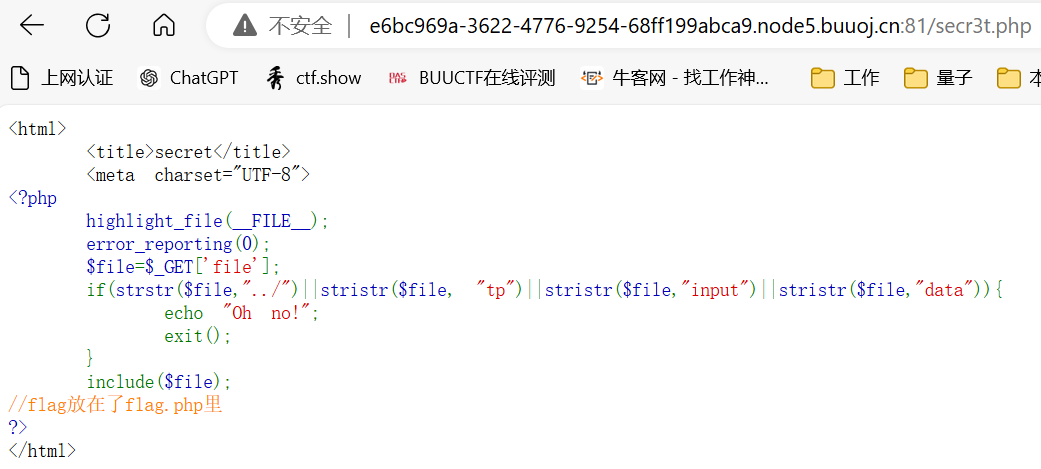 不安全 | e6bc969a-3622-4776-9254-68ff199abca9.node5.buuoj.cn:81/secr3t.php
上网认证 ChatGPT ctf.show BUUCTF在线评测 牛客网 - 找工作神... 工作 量子
<html>
<title>secret</title>
<meta charset="UTF-8">
<?php
highlight_file(__FILE__);
error_reporting(0);
$file=$_GET['file'];
if(strstr($file,"../")||stristr($file, "tp")||stristr($file,"input")||stristr($file,"data")){
echo "Oh no!";
exit();
}
include($file);
//flag放在了flag.php里
?>
</html>